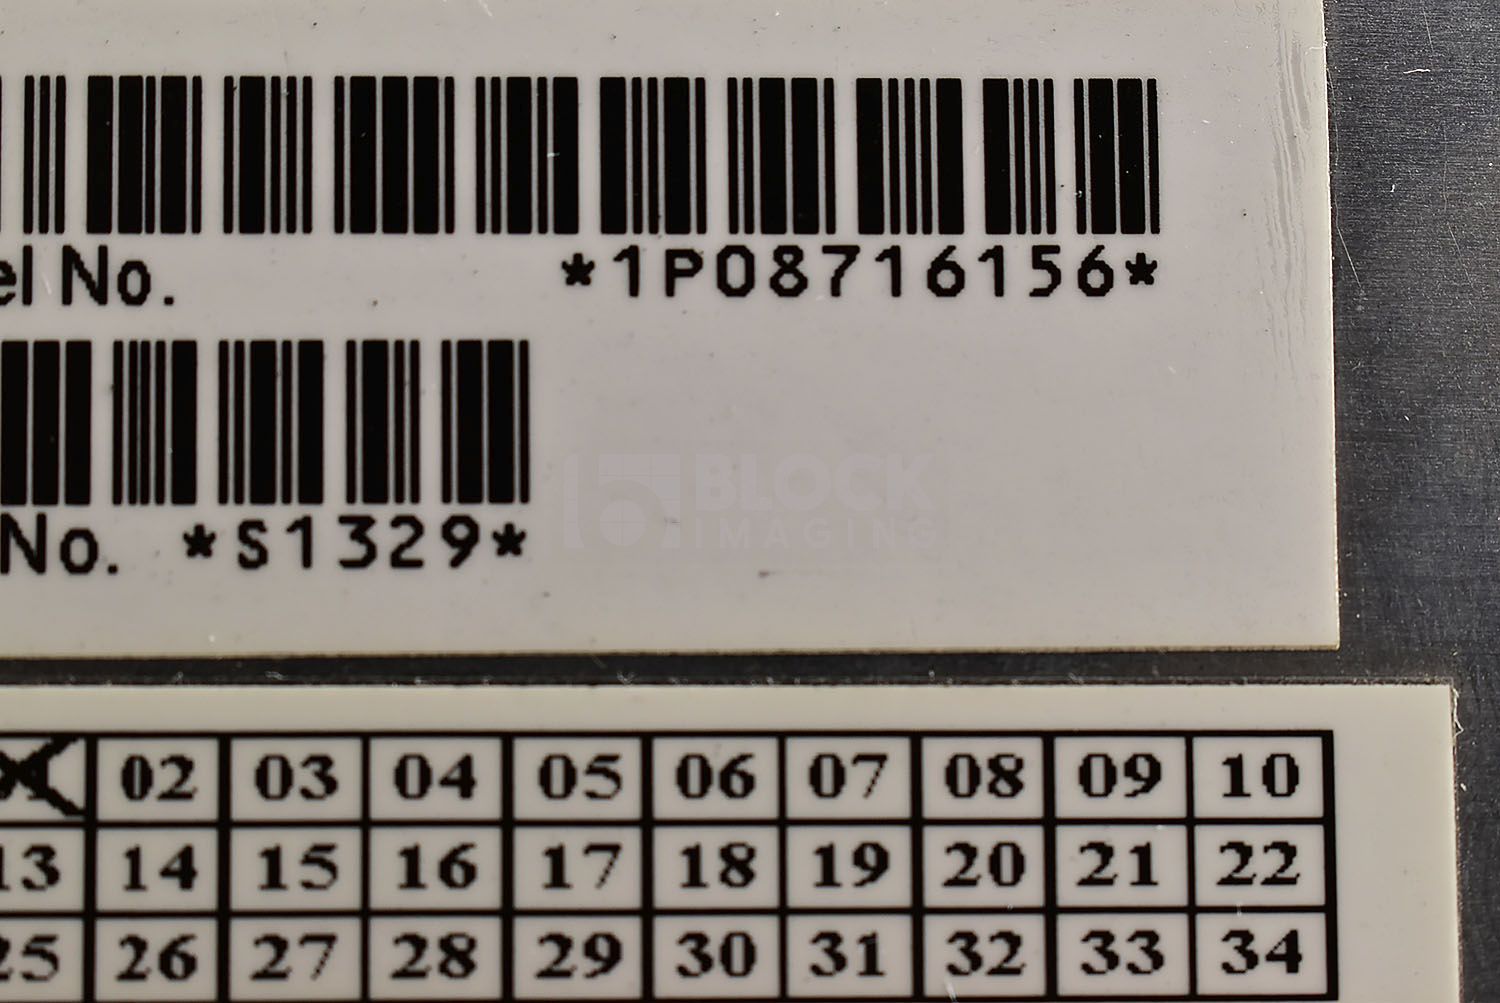 el No. *1P08716156*
No. *S1329*
BLOCK
IMAGING
02 03 04 05 06 07 08 09 10
13 14 15 16 17 18 19 20 21 22
25 26 27 28 29 30 31 32 33 34